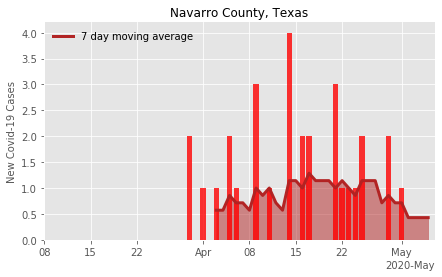 Navarro County, Texas
7 day moving average
New Covid-19 Cases
4.0
3.5
3.0
2.5
2.0
1.5
1.0
0.5
0.0
08 15 22 Apr 08 15 22 May
2020-May